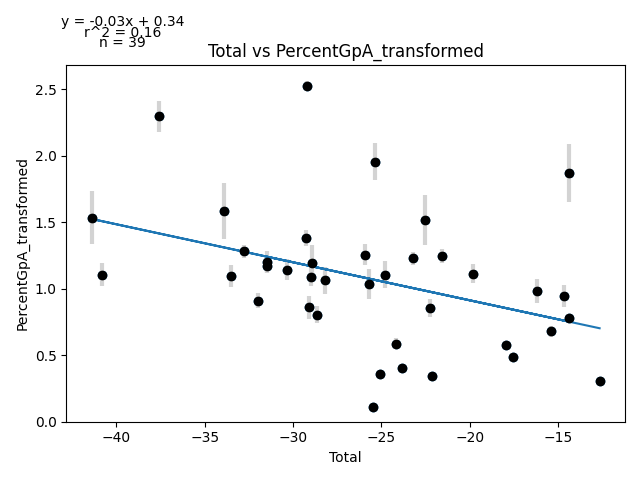 y = -0.03x + 0.34
r^2 = 0.16
n = 39
Total vs PercentGpA_transformed
PercentGpA_transformed
2.5
2.0
1.5
1.0
0.5
0.0
−40
−35
−30
−25
−20
−15
Total